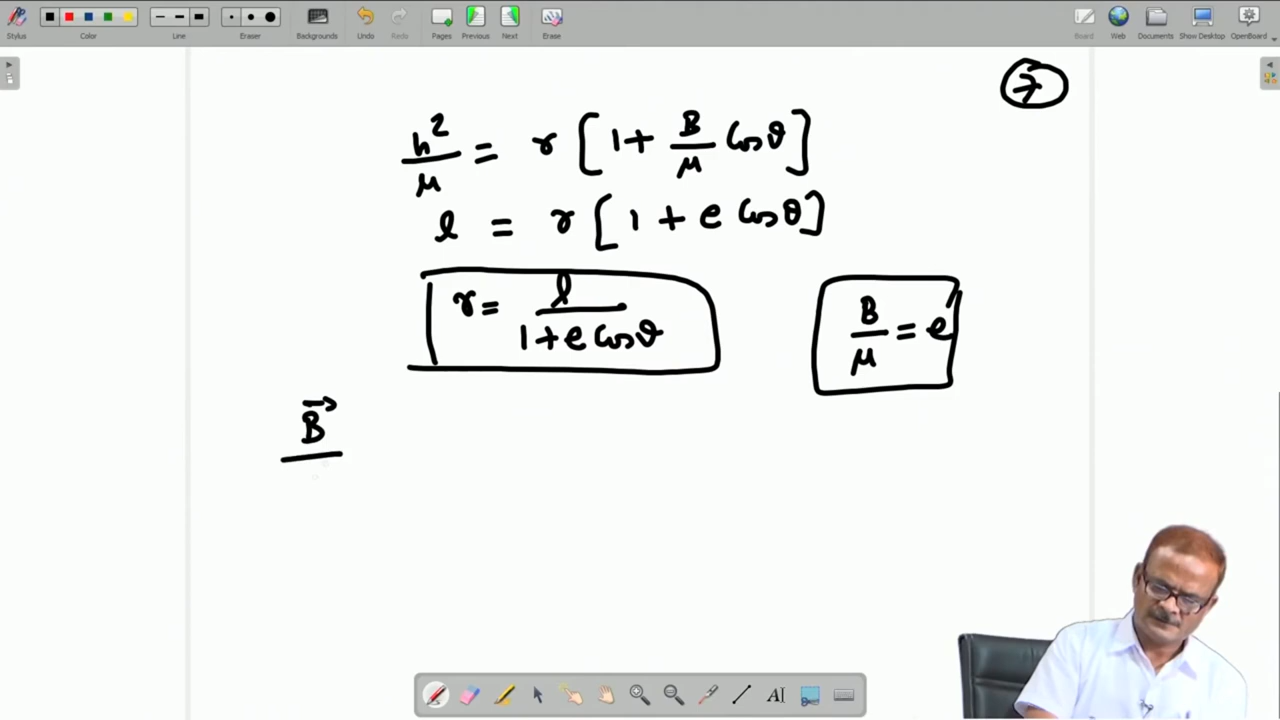 Stylus Color Line Eraser Backgrounds Undo Redo Pages Previous Next Erase Board Web Documents Show Desktop OpenBoard
7
h²/μ = r [1 + B/μ Cosθ]
l = r [1 + e Cosθ]
r = l/(1 + e Cosθ)
B/μ = e
B⃗
AI